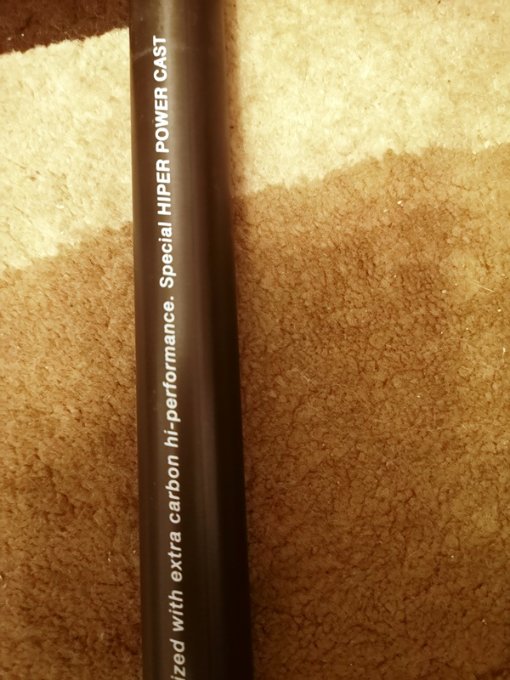 ized with extra carbon hi-performance. Special HIPER POWER CAST